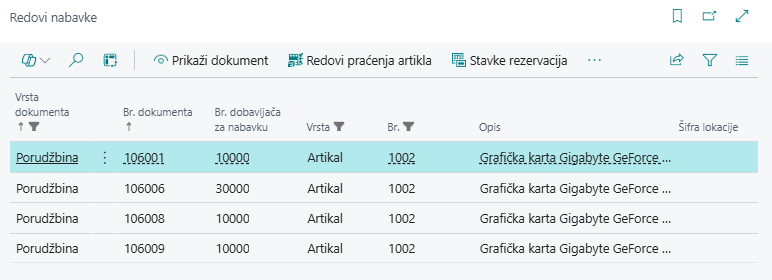 Redovi nabavke
Prikaži dokument Redovi praćenja artikla Stavke rezervacija ···
Vrsta dokumenta ↑ Br. dokumenta ↑ Br. dobavljača za nabavku Vrsta Br. Opis Šifra lokacije
Porudžbina 106001 10000 Artikal 1002 Grafička karta Gigabyte GeForce ...
Porudžbina 106006 30000 Artikal 1002 Grafička karta Gigabyte GeForce ...
Porudžbina 106008 10000 Artikal 1002 Grafička karta Gigabyte GeForce ...
Porudžbina 106009 10000 Artikal 1002 Grafička karta Gigabyte GeForce ...